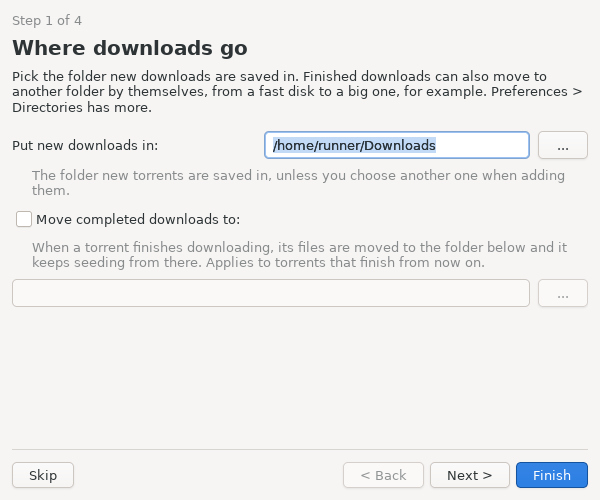 Step 1 of 4
Where downloads go
Pick the folder new downloads are saved in. Finished downloads can also move to
another folder by themselves, from a fast disk to a big one, for example. Preferences >
Directories has more.
Put new downloads in:
/home/runner/Downloads
...
The folder new torrents are saved in, unless you choose another one when adding
them.
Move completed downloads to:
When a torrent finishes downloading, its files are moved to the folder below and it
keeps seeding from there. Applies to torrents that finish from now on.
...
Skip
< Back
Next >
Finish